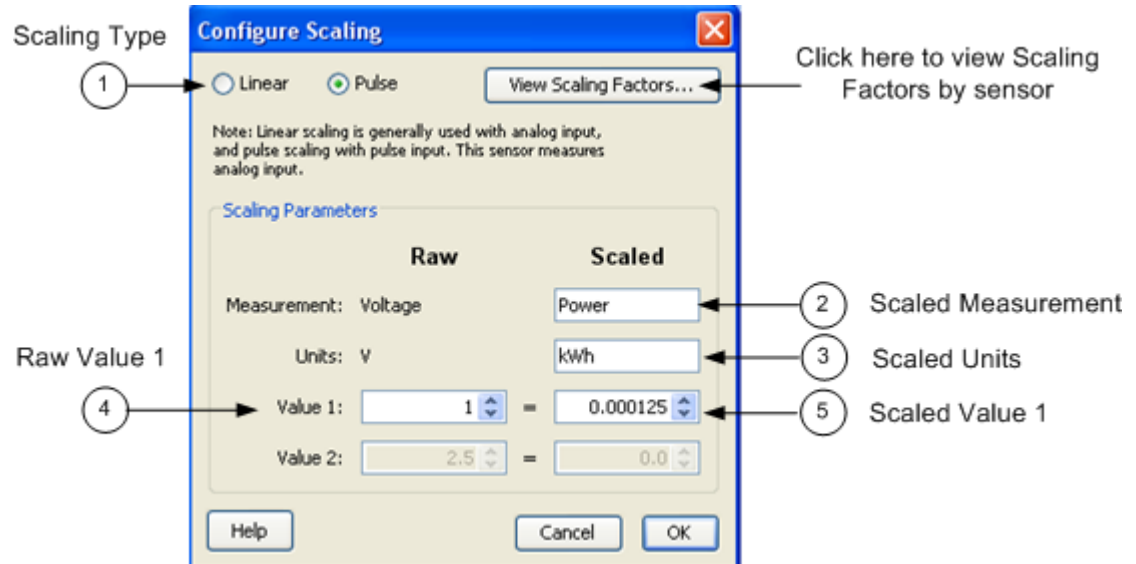 Configure Scaling
Scaling Type
1
Linear
Pulse
View Scaling Factors...
Click here to view Scaling
Factors by sensor
Note: Linear scaling is generally used with analog input,
and pulse scaling with pulse input. This sensor measures
analog input.
Scaling Parameters
Raw Scaled
Measurement: Voltage Power
2 Scaled Measurement
Units: V kWh
3 Scaled Units
Raw Value 1
4
Value 1: 1 = 0.000125
5 Scaled Value 1
Value 2: 2.5 = 0.0
Help Cancel OK